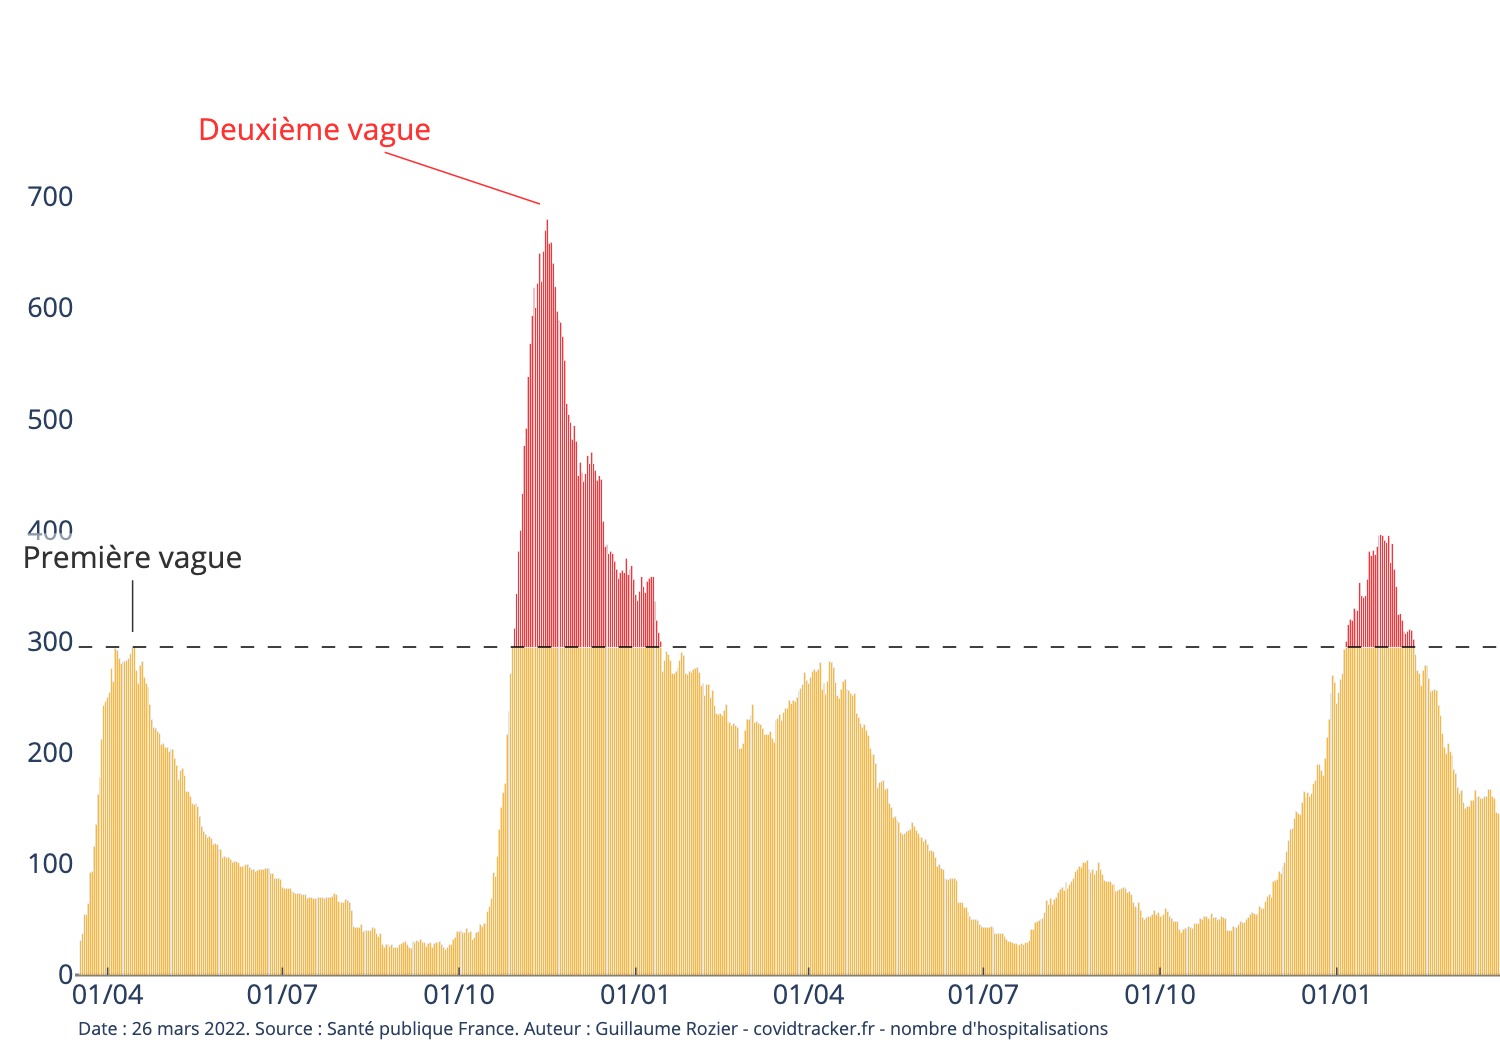 Deuxième vague
700
600
500
400
Première vague
300
200
100
0
01/04 01/07 01/10 01/01 01/04 01/07 01/10 01/01
Date : 26 mars 2022. Source : Santé publique France. Auteur : Guillaume Rozier - covidtracker.fr - nombre d'hospitalisations